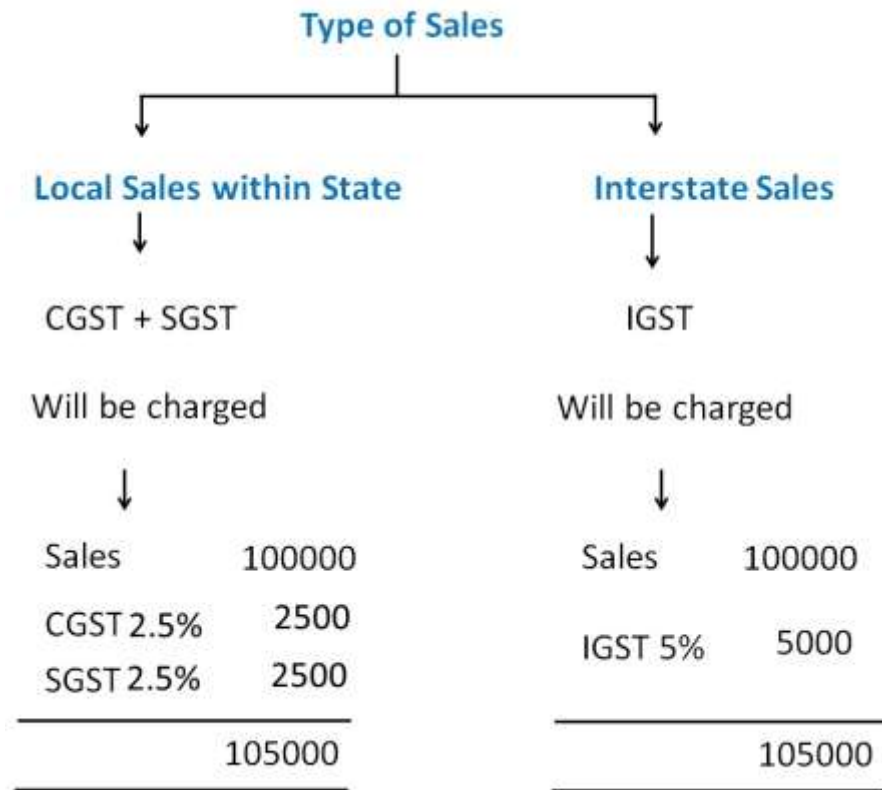 Type of Sales
Local Sales within State
CGST + SGST
Will be charged
Sales 100000
CGST 2.5% 2500
SGST 2.5% 2500
105000
Interstate Sales
IGST
Will be charged
Sales 100000
IGST 5% 5000
105000